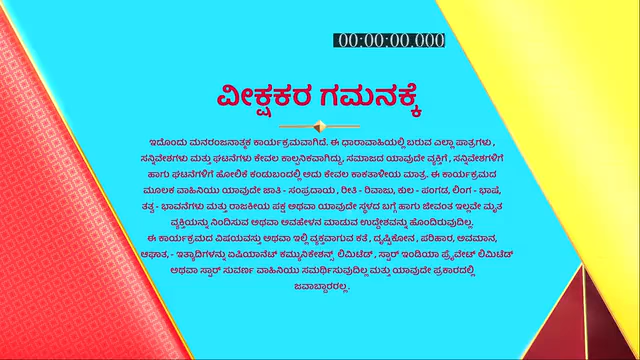 00:00:00.000
ವೀಕ್ಷಕರ ಗಮನಕ್ಕೆ
ಇದೊಂದು ಮನರಂಜನಾತ್ಮಕ ಕಾರ್ಯಕ್ರಮವಾಗಿದೆ. ಈ ಧಾರಾವಾಹಿಯಲ್ಲಿ ಬರುವ ಎಲ್ಲಾ ಪಾತ್ರಗಳು ,
ಸನ್ನಿವೇಶಗಳು ಮತ್ತು ಘಟನೆಗಳು ಕೇವಲ ಕಾಲ್ಪನಿಕವಾಗಿದ್ದು, ಸಮಾಜದ ಯಾವುದೇ ವ್ಯಕ್ತಿಗೆ , ಸನ್ನಿವೇಶಗಳಿಗೆ
ಹಾಗು ಘಟನೆಗಳಿಗೆ ಹೋಲಿಕೆ ಕಂಡುಬಂದಲ್ಲಿ ಅದು ಕೇವಲ ಕಾಕತಾಳೀಯ ಮಾತ್ರ. ಈ ಕಾರ್ಯಕ್ರಮದ
ಮೂಲಕ ವಾಹಿನಿಯು ಯಾವುದೇ ಜಾತಿ - ಸಂಪ್ರದಾಯ , ರೀತಿ - ರಿವಾಜು, ಕುಲ - ಪಂಗಡ, ಲಿಂಗ - ಭಾಷೆ,
ತತ್ವ - ಭಾವನೆಗಳು ಮತ್ತು ರಾಜಕೀಯ ಪಕ್ಷ ಅಥವಾ ಯಾವುದೇ ಸ್ಥಳದ ಬಗ್ಗೆ ಹಾಗು ಜೀವಂತ ಇಲ್ಲವೇ ಮೃತ
ವ್ಯಕ್ತಿಯನ್ನು ನಿಂದಿಸುವ ಅಥವಾ ಅವಹೇಳನ ಮಾಡುವ ಉದ್ದೇಶವನ್ನು ಹೊಂದಿರುವುದಿಲ್ಲ.
ಈ ಕಾರ್ಯಕ್ರಮದ ವಿಷಯವಸ್ತು ಅಥವಾ ಇಲ್ಲಿ ವ್ಯಕ್ತವಾಗುವ ಕತೆ , ದೃಷ್ಟಿಕೋನ , ಪರಿಹಾರ, ಅವಮಾನ,
ಆಘಾತ, - ಇತ್ಯಾದಿಗಳನ್ನು ಏಷಿಯಾನೆಟ್ ಕಮ್ಯುನಿಕೇಶನ್ಸ್ ಲಿಮಿಟೆಡ್ , ಸ್ಟಾರ್ ಇಂಡಿಯಾ ಪ್ರೈವೇಟ್ ಲಿಮಿಟೆಡ್
ಅಥವಾ ಸ್ಟಾರ್ ಸುವರ್ಣ ವಾಹಿನಿಯು ಸಮರ್ಥಿಸುವುದಿಲ್ಲ ಮತ್ತು ಯಾವುದೇ ಪ್ರಕಾರದಲ್ಲಿ
ಜವಾಬ್ದಾರರಲ್ಲ.